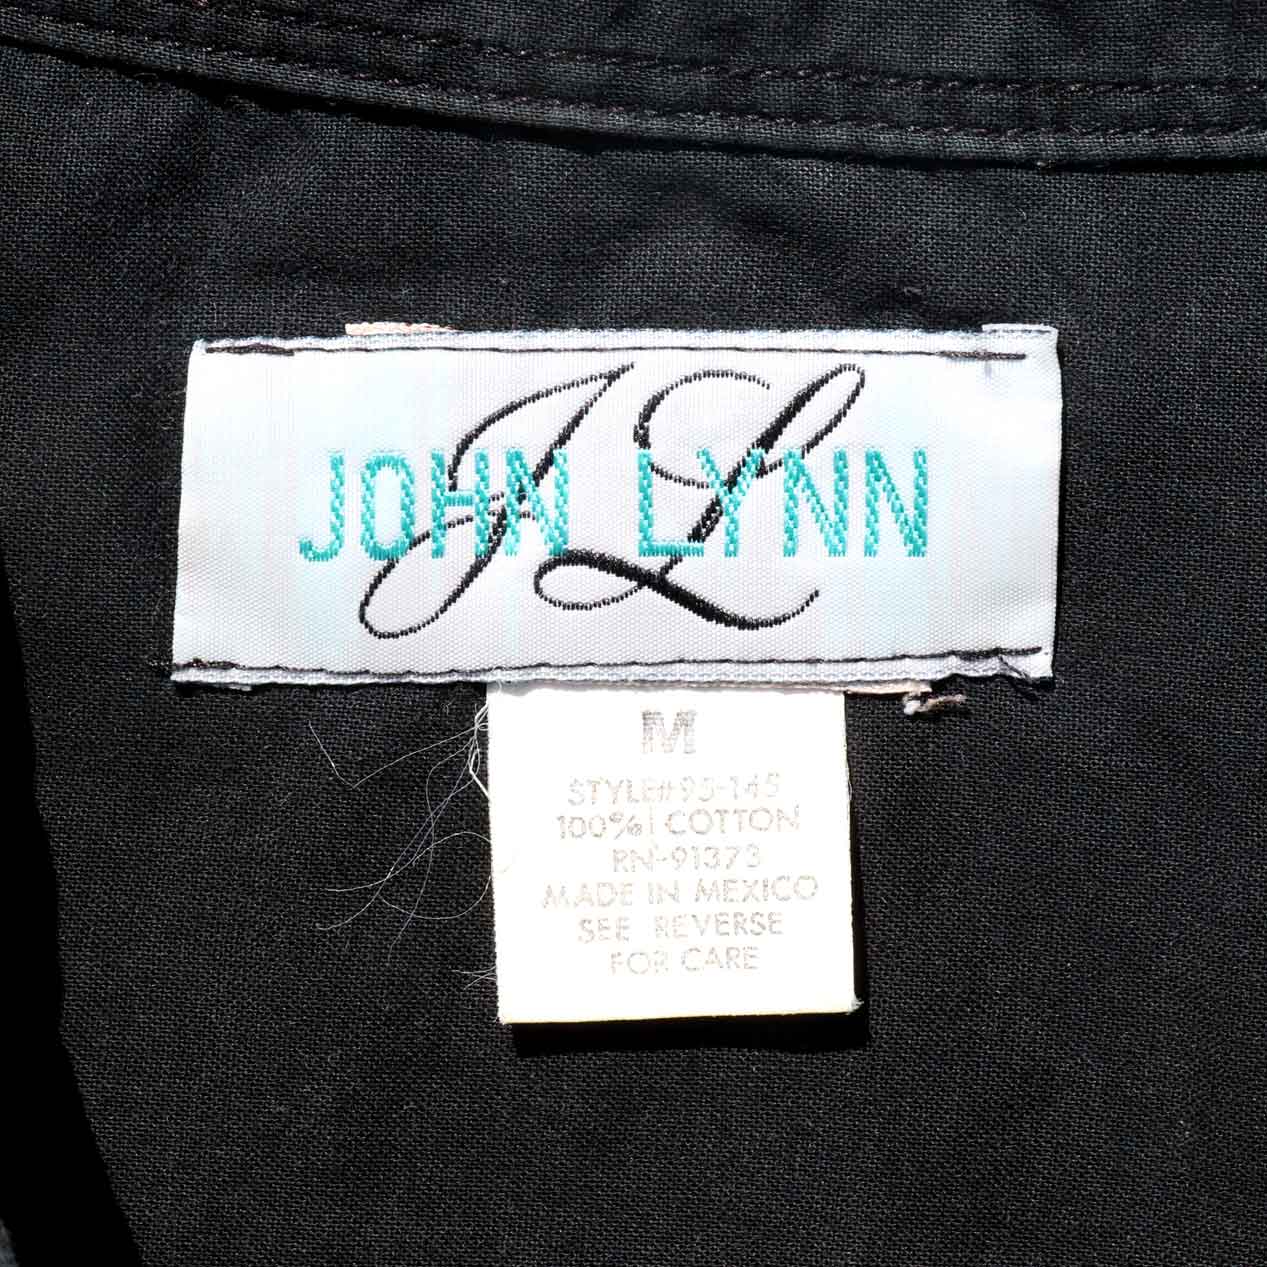 JL
JOHN LYNN
M
STYLE#95-145
100% COTTON
RN-91373
MADE IN MEXICO
SEE REVERSE
FOR CARE